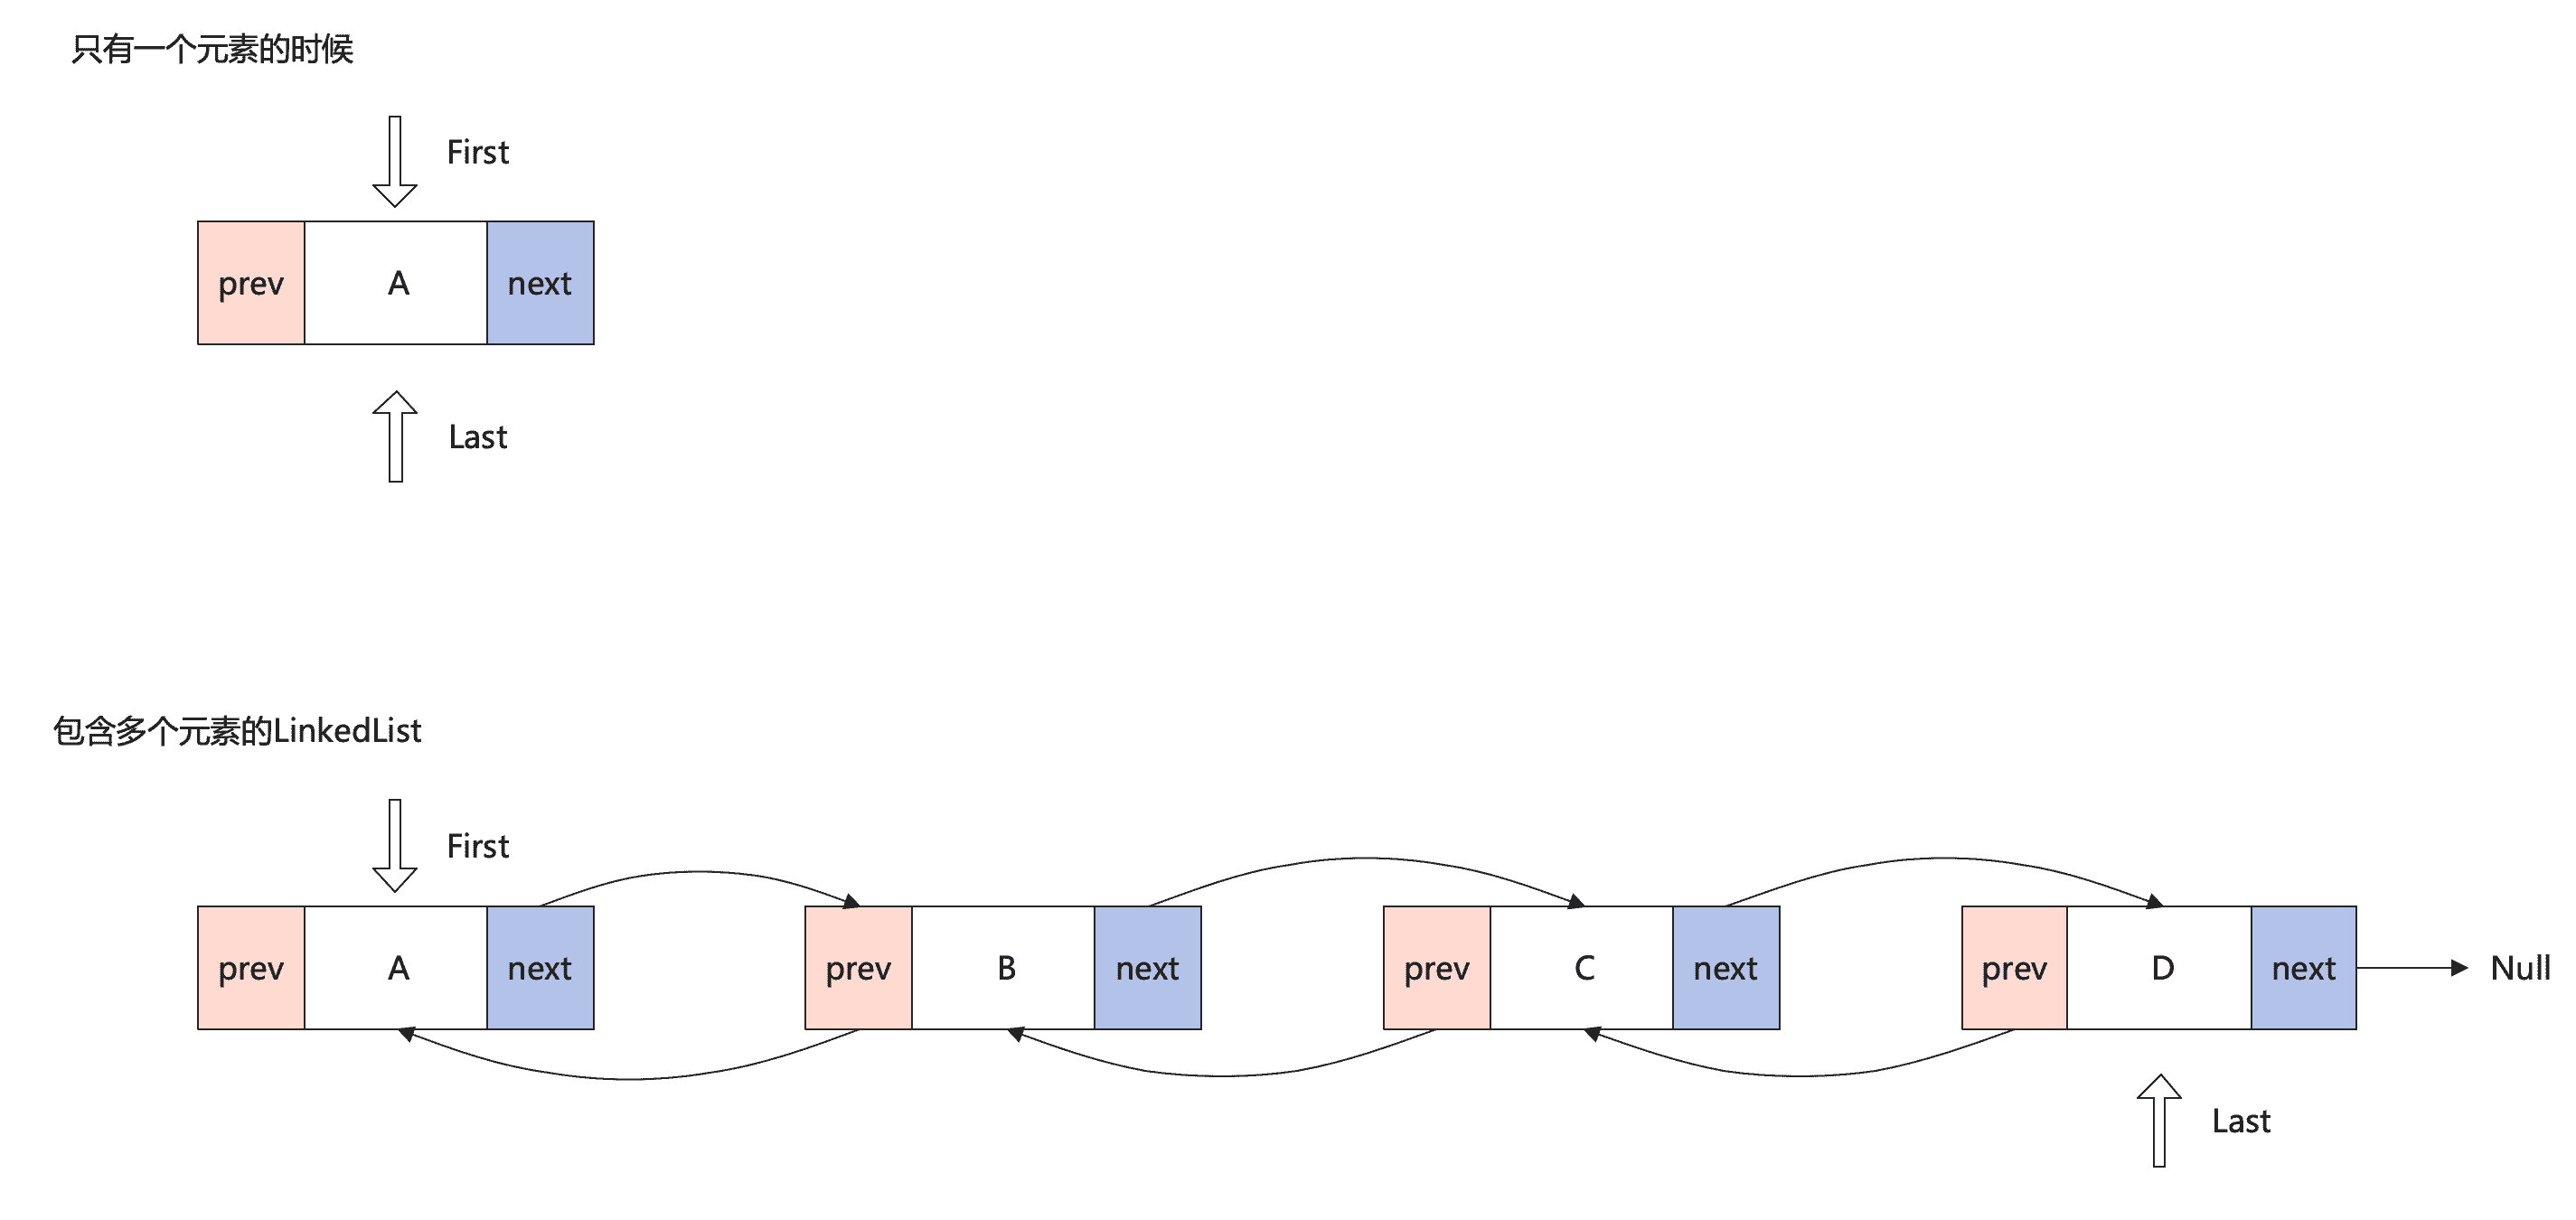 只有一个元素的时候
First
prev A next
Last
包含多个元素的LinkedList
First
prev A next prev B next prev C next prev D next Null
Last